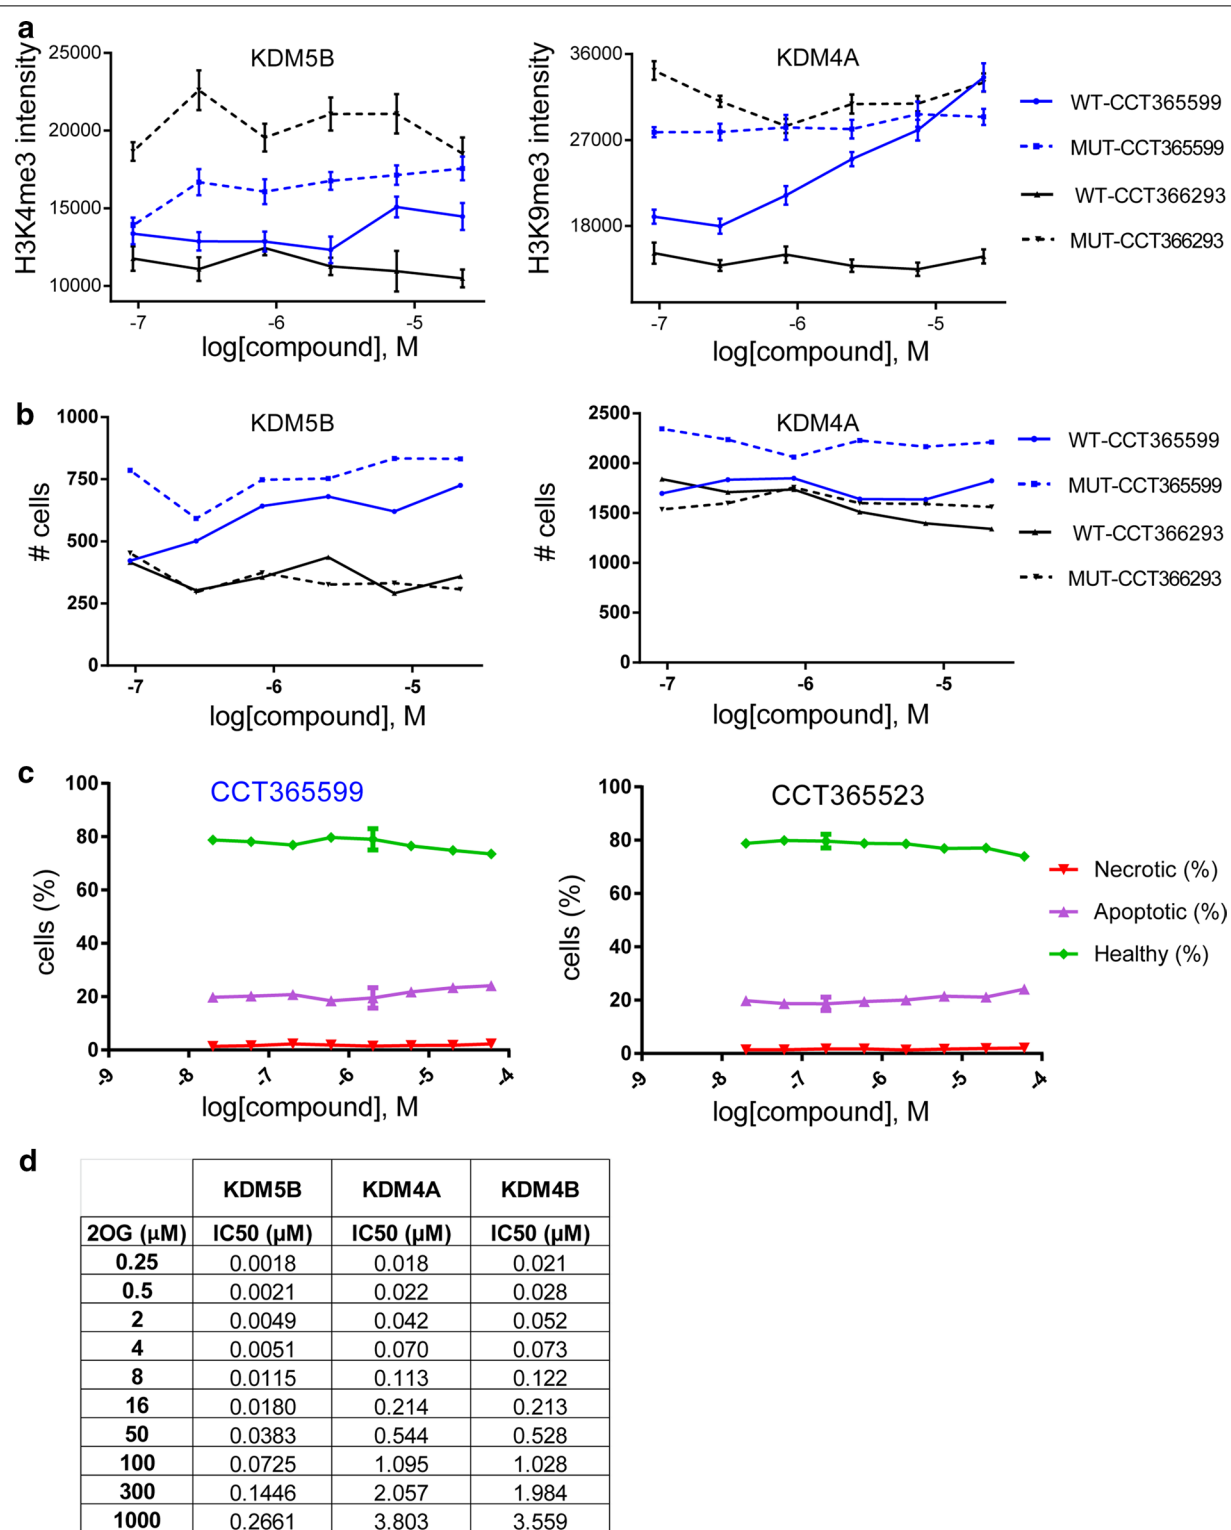 a
KDM5B
H3K4me3 intensity
25000
20000
15000
10000
-7 -6 -5
log[compound], M
KDM4A
H3K9me3 intensity
36000
27000
18000
-7 -6 -5
log[compound], M
WT-CCT365599
MUT-CCT365599
WT-CCT366293
MUT-CCT366293
b
KDM5B
# cells
1000
750
500
250
0
-7 -6 -5
log[compound], M
KDM4A
# cells
2500
2000
1500
1000
500
0
-7 -6 -5
log[compound], M
WT-CCT365599
MUT-CCT365599
WT-CCT366293
MUT-CCT366293
c
CCT365599
cells (%)
100
80
60
40
20
0
-9 -8 -7 -6 -5 -4
log[compound], M
CCT365523
cells (%)
100
80
60
40
20
0
-9 -8 -7 -6 -5 -4
log[compound], M
Necrotic (%)
Apoptotic (%)
Healthy (%)
d
KDM5B KDM4A KDM4B
2OG (µM) IC50 (µM) IC50 (µM) IC50 (µM)
0.25 0.0018 0.018 0.021
0.5 0.0021 0.022 0.028
2 0.0049 0.042 0.052
4 0.0051 0.070 0.073
8 0.0115 0.113 0.122
16 0.0180 0.214 0.213
50 0.0383 0.544 0.528
100 0.0725 1.095 1.028
300 0.1446 2.057 1.984
1000 0.2661 3.803 3.559